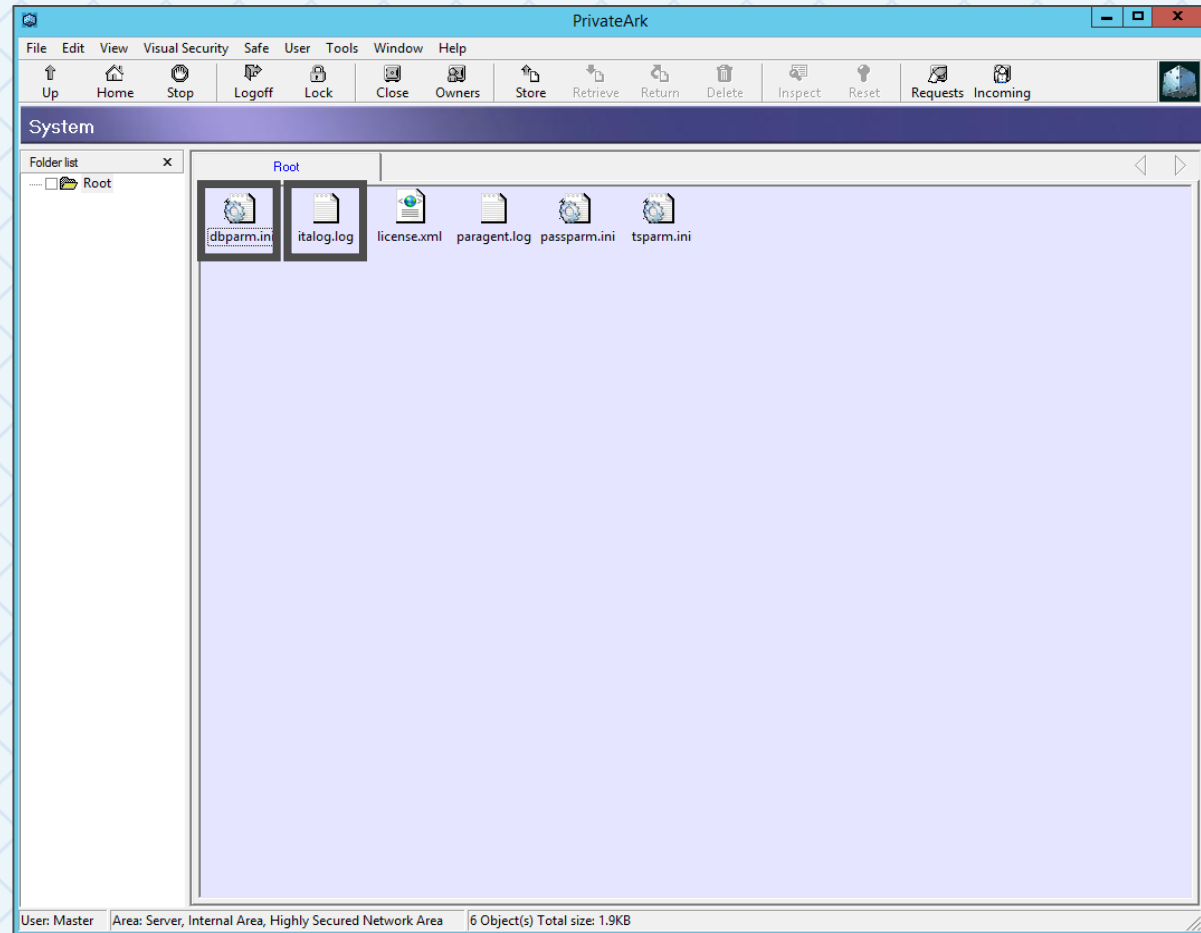 PrivateArk
File Edit View Visual Security Safe User Tools Window Help
Up Home Stop Logoff Lock Close Owners Store Retrieve Return Delete Inspect Reset Requests Incoming
System
Folder list x Root
Root
dbparm.ini italog.log license.xml paragent.log passparm.ini tsparm.ini
User: Master Area: Server, Internal Area, Highly Secured Network Area 6 Object(s) Total size: 1.9KB